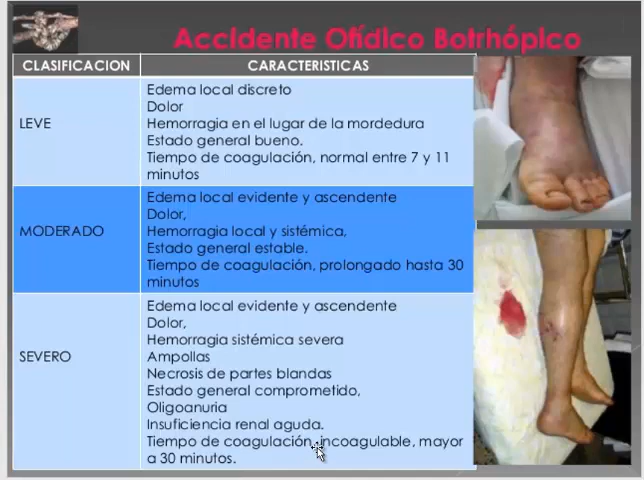 Accidente Ofídico Botrhópico
CLASIFICACION
CARACTERISTICAS
LEVE
Edema local discreto
Dolor
Hemorragia en el lugar de la mordedura
Estado general bueno.
Tiempo de coagulación, normal entre 7 y 11
minutos
MODERADO
Edema local evidente y ascendente
Dolor,
Hemorragia local y sistémica,
Estado general estable.
Tiempo de coagulación, prolongado hasta 30
minutos
SEVERO
Edema local evidente y ascendente
Dolor,
Hemorragia sistémica severa
Ampollas
Necrosis de partes blandas
Estado general comprometido,
Oligoanuria
Insuficiencia renal aguda.
Tiempo de coagulación, incoagulable, mayor
a 30 minutos.